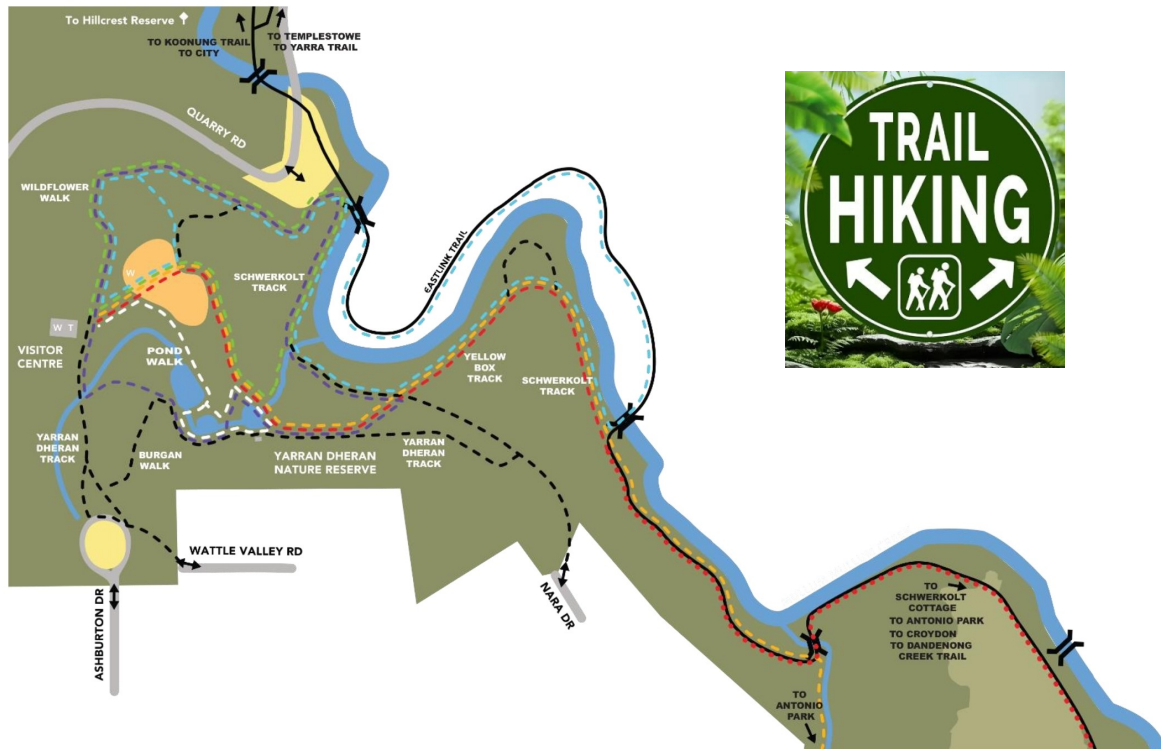 To Hillcrest Reserve
TO KOONUNG TRAIL
TO CITY
TO TEMPLESTOWE
TO YARRA TRAIL
QUARRY RD
WILDFLOWER
WALK
W
SCHWERKOLT
TRACK
EASTLINK TRAIL
W T
VISITOR
CENTRE
POND
WALK
YELLOW
BOX
TRACK
SCHWERKOLT
TRACK
YARRAN
DHERAN
TRACK
BURGAN
WALK
YARRAN DHERAN
NATURE RESERVE
YARRAN
DHERAN
TRACK
WATTLE VALLEY RD
ASHBURTON DR
NARA DR
TO
SCHWERKOLT
COTTAGE
TO ANTONIO PARK
TO CROYDON
TO DANDENONG
CREEK TRAIL
TO
ANTONIO
PARK
TRAIL
HIKING